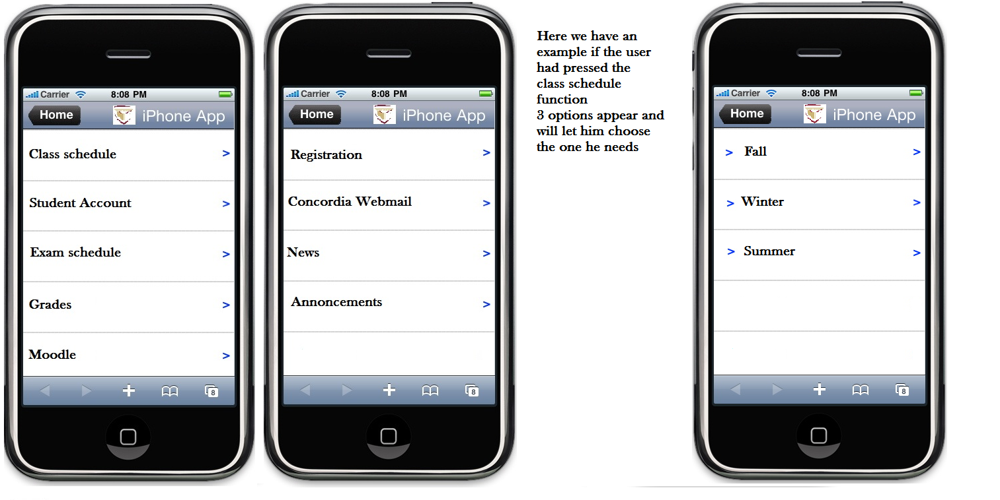 Carrier 8:08 PM
Home iPhone App
Class schedule >
Student Account >
Exam schedule >
Grades >
Moodle >
8
Carrier 8:08 PM
Home iPhone App
Registration >
Concordia Webmail >
News >
Annoncements >
8
Here we have an
example if the user
had pressed the
class schedule
function
3 options appear and
will let him choose
the one he needs
Carrier 8:08 PM
Home iPhone App
> Fall >
> Winter >
> Summer >
8